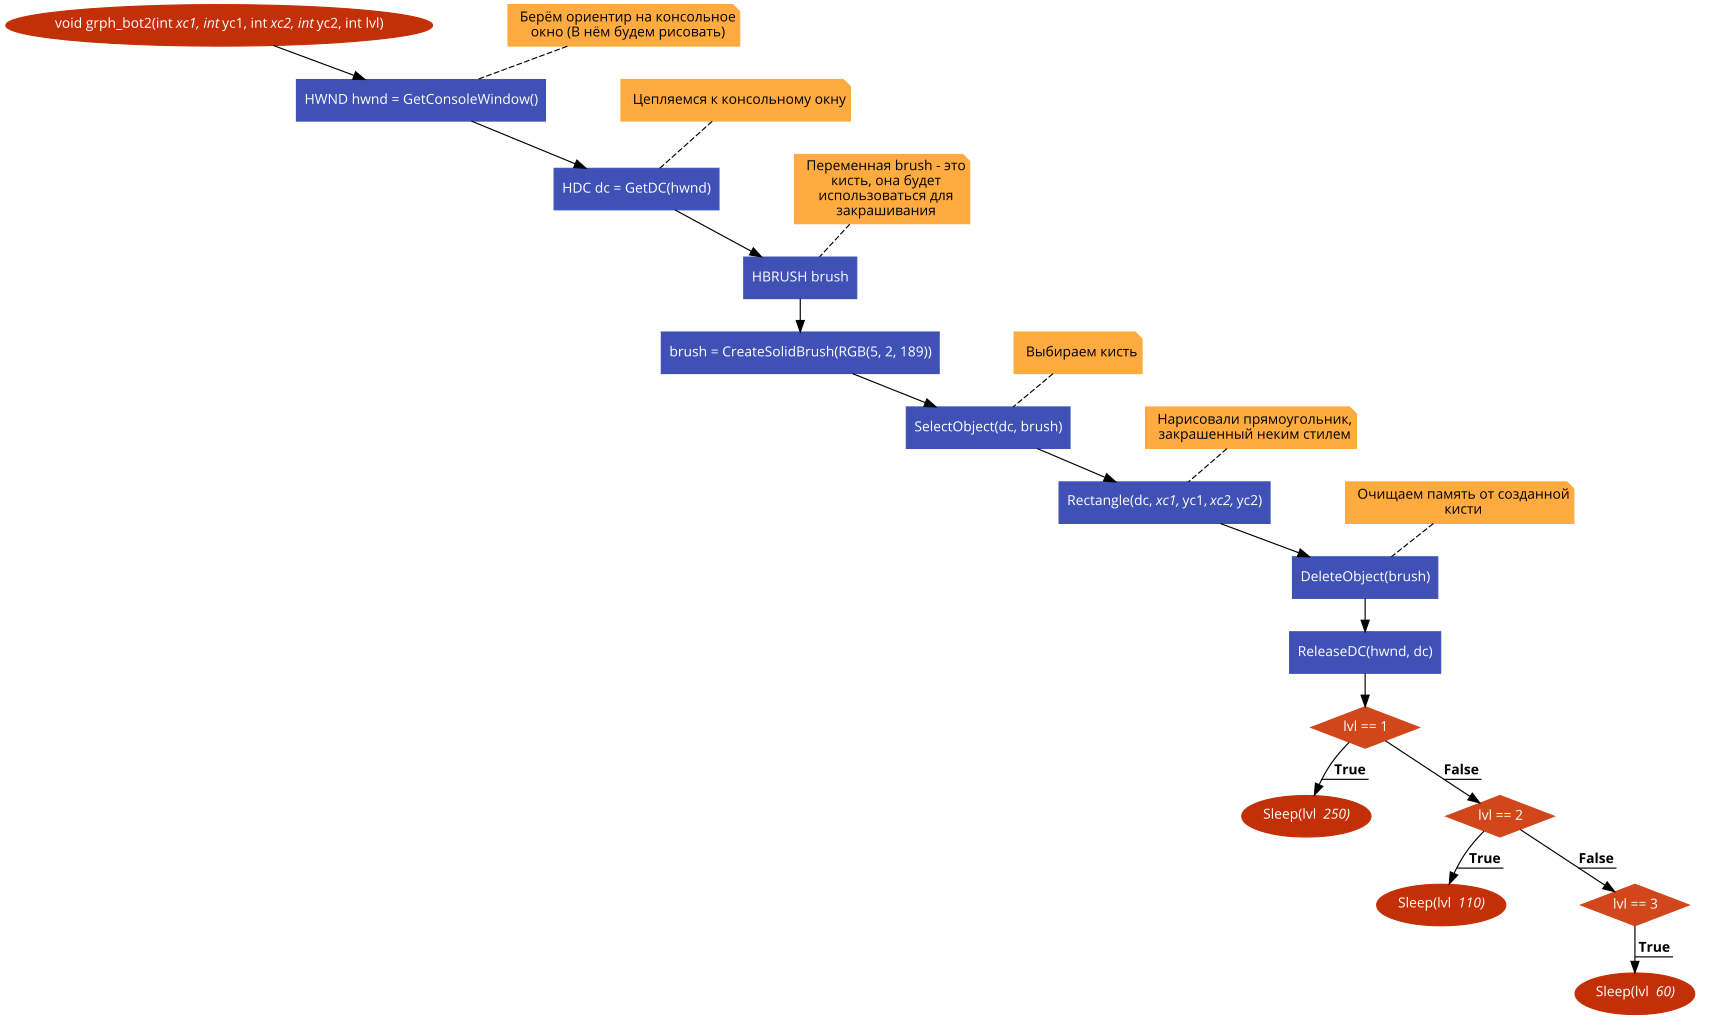 void grph_bot2(int xc1, int yc1, int xc2, int yc2, int lvl)
Берём ориентир на консольное
окно (В нём будем рисовать)
HWND hwnd = GetConsoleWindow()
Цепляемся к консольному окну
HDC dc = GetDC(hwnd)
Переменная brush - это
кисть, она будет
использоваться для
закрашивания
HBRUSH brush
brush = CreateSolidBrush(RGB(5, 2, 189))
Выбираем кисть
SelectObject(dc, brush)
Нарисовали прямоугольник,
закрашенный неким стилем
Rectangle(dc, xc1, yc1, xc2, yc2)
Очищаем память от созданной
кисти
DeleteObject(brush)
ReleaseDC(hwnd, dc)
lvl == 1
True
False
Sleep(lvl 250)
lvl == 2
True
False
Sleep(lvl 110)
lvl == 3
True
Sleep(lvl 60)